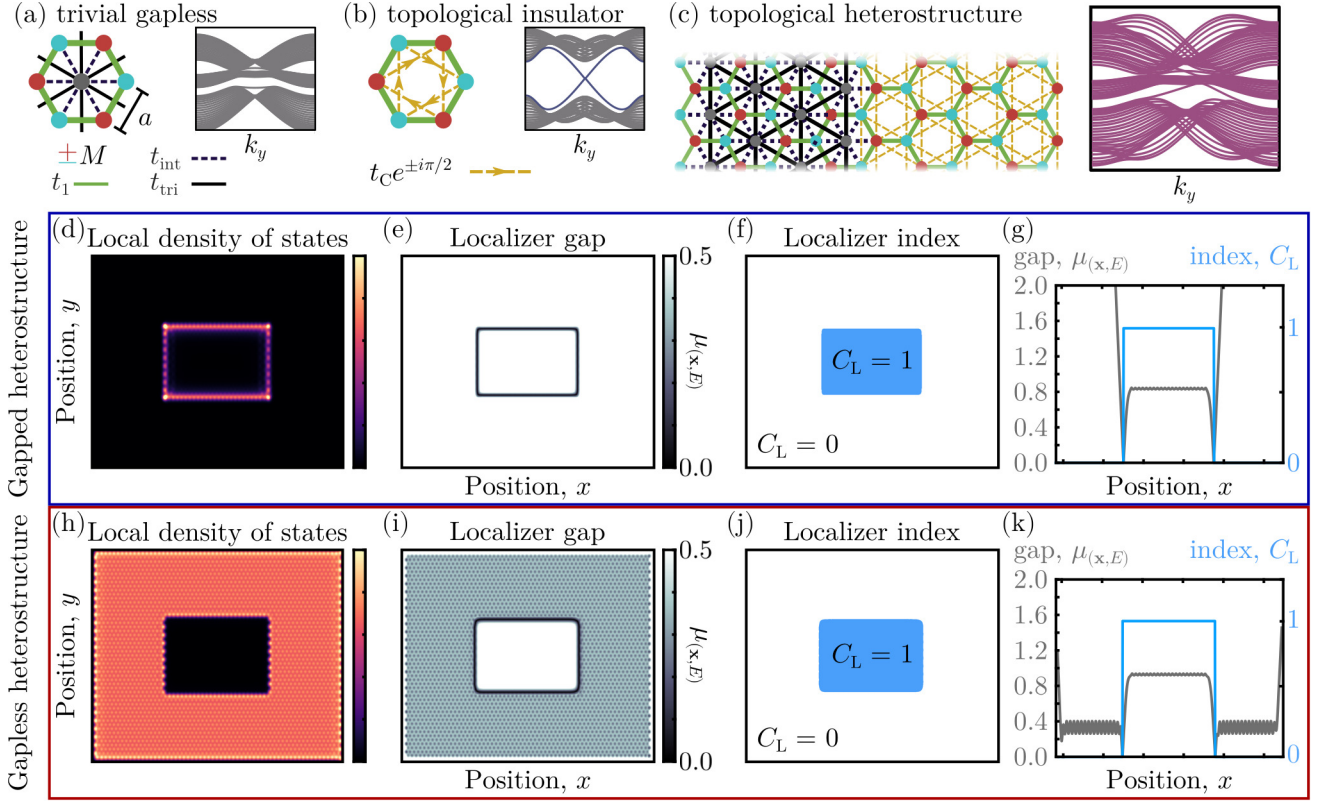 (a) trivial gapless
a
±M
t₁
t_int
t_tri
k_y
(b) topological insulator
k_y
t_C e^{±iπ/2}
(c) topological heterostructure
k_y
Gapped heterostructure
(d)
Local density of states
Position, y
(e)
Localizer gap
0.5
μ_(x,E)
0.0
Position, x
(f)
Localizer index
C_L = 1
C_L = 0
(g)
gap, μ_(x,E)
index, C_L
2.0
1.6
1.2
0.8
0.4
0.0
1
0
Position, x
Gapless heterostructure
(h)
Local density of states
Position, y
(i)
Localizer gap
0.5
μ_(x,E)
0.0
Position, x
(j)
Localizer index
C_L = 1
C_L = 0
(k)
gap, μ_(x,E)
index, C_L
2.0
1.6
1.2
0.8
0.4
0.0
1
0
Position, x